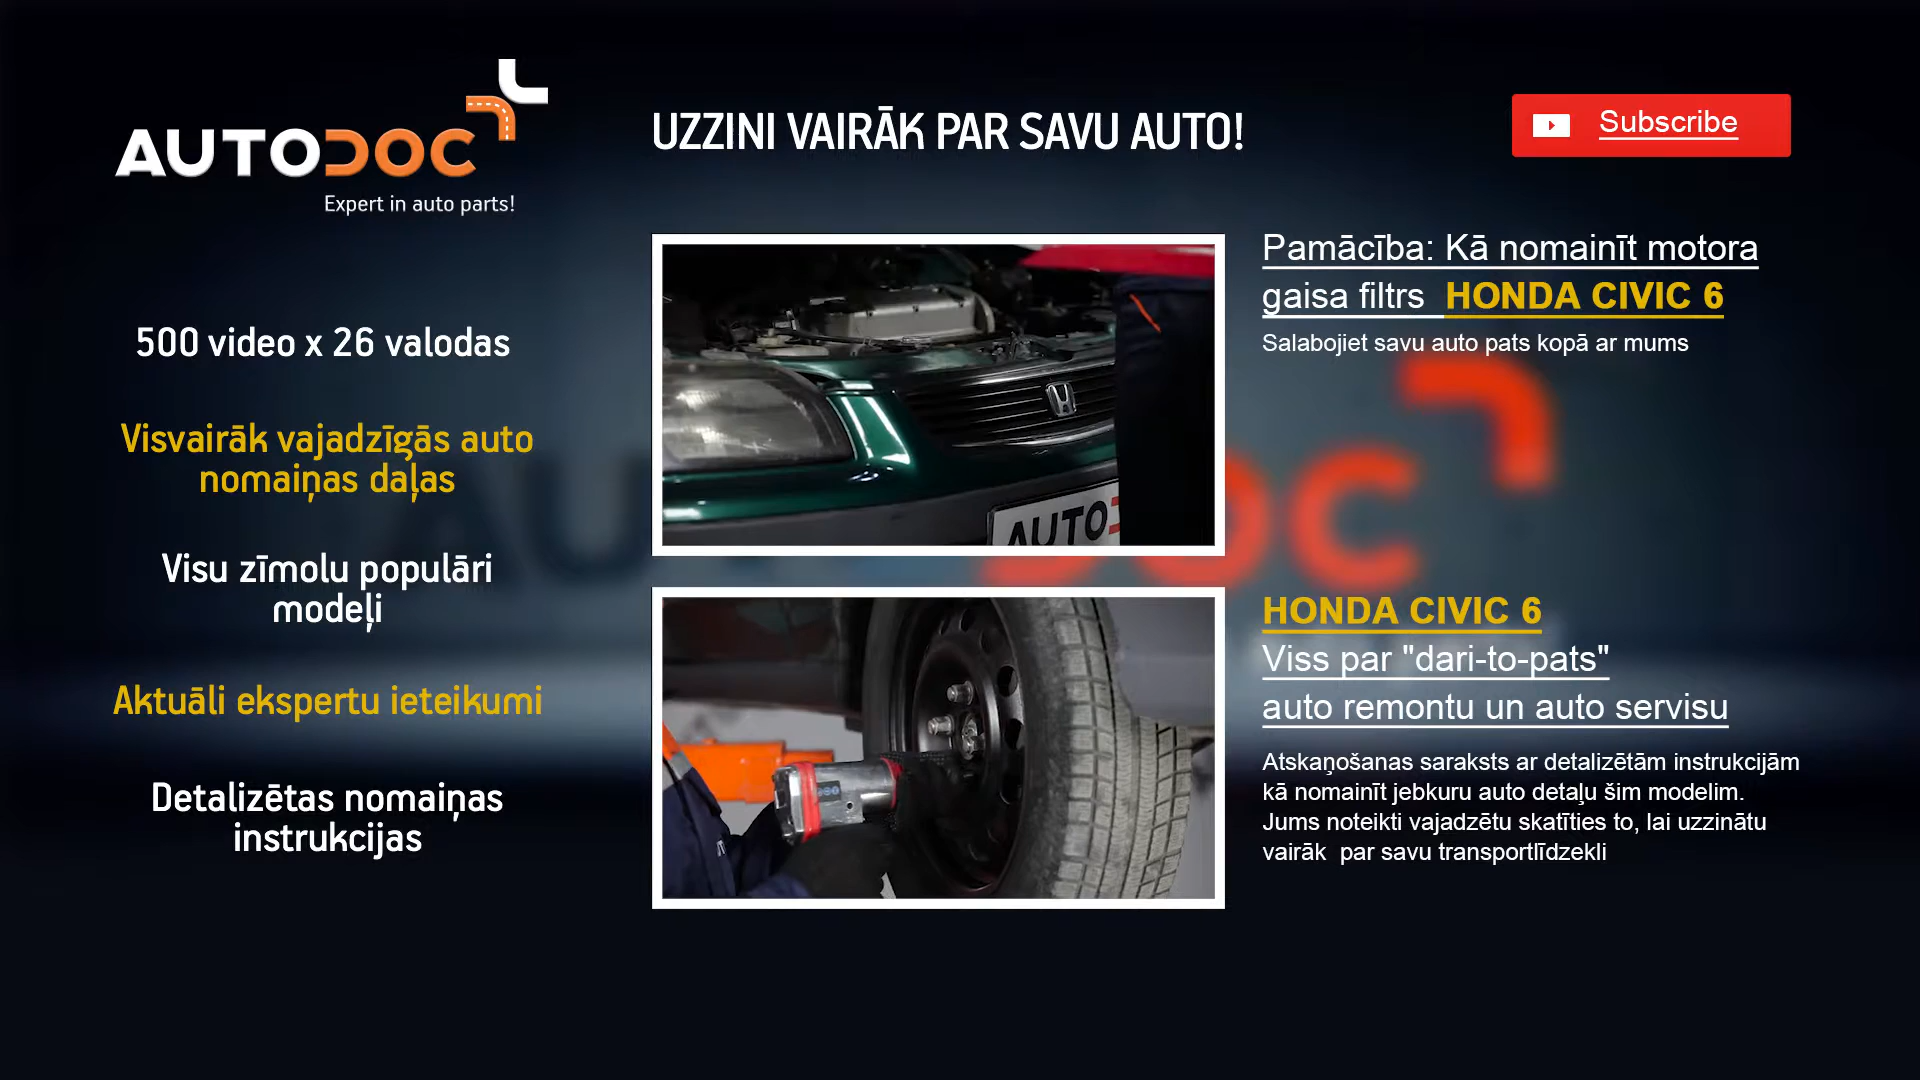 AUTODOC
Expert in auto parts!
UZZINI VAIRĀK PAR SAVU AUTO!
Subscribe
500 video x 26 valodas
Visvairāk vajadzīgās auto
nomaiņas daļas
Visu zīmolu populāri
modeļi
Aktuāli ekspertu ieteikumi
Detalizētas nomaiņas
instrukcijas
AUTO
Pamācība: Kā nomainīt motora
gaisa filtrs HONDA CIVIC 6
Salabojiet savu auto pats kopā ar mums
HONDA CIVIC 6
Viss par "dari-to-pats"
auto remontu un auto servisu
Atskaņošanas saraksts ar detalizētām instrukcijām
kā nomainīt jebkuru auto detaļu šim modelim.
Jums noteikti vajadzētu skatīties to, lai uzzinātu
vairāk par savu transportlīdzekli